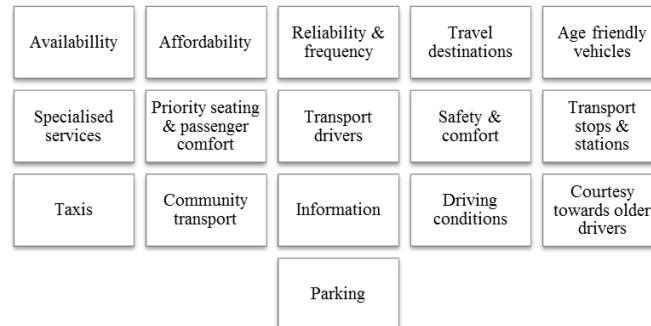 Availabillity
Affordability
Reliability &
frequency
Travel
destinations
Age friendly
vehicles
Specialised
services
Priority seating
& passenger
comfort
Transport
drivers
Safety &
comfort
Transport
stops &
stations
Taxis
Community
transport
Information
Driving
conditions
Courtesy
towards older
drivers
Parking